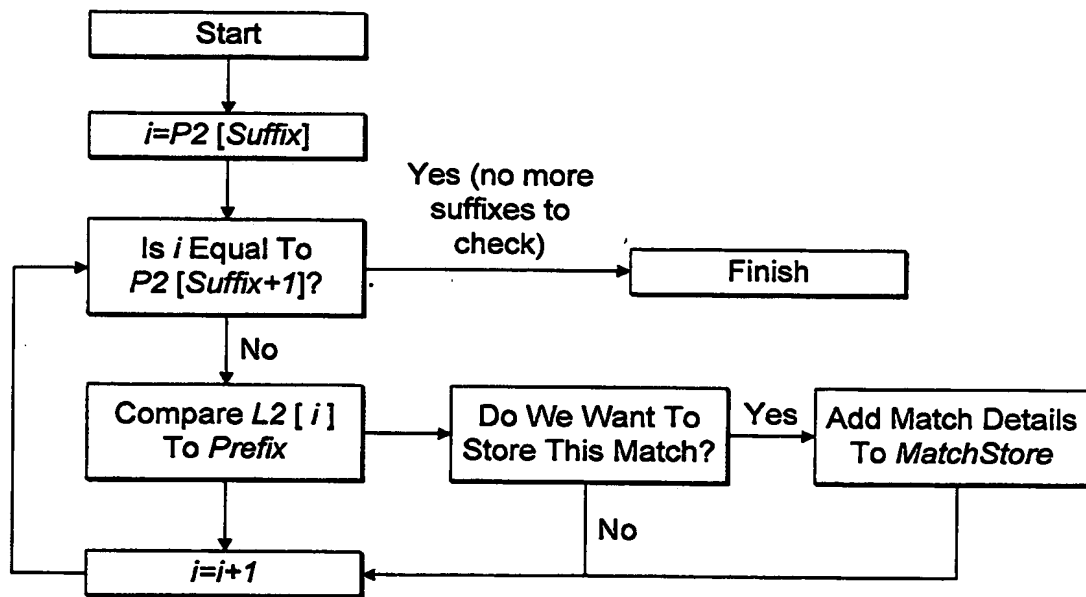 Start
i=P2 [Suffix]
Yes (no more
suffixes to
check)
Is i Equal To
P2 [Suffix+1]?
Finish
No
Compare L2 [ i ]
To Prefix
Do We Want To
Store This Match?
Yes
Add Match Details
To MatchStore
No
i=i+1